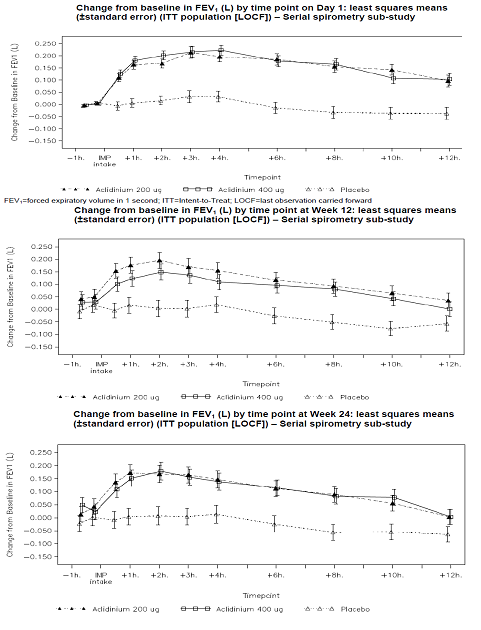 Change from baseline in FEV₁ (L) by time point on Day 1: least squares means
(±standard error) (ITT population [LOCF]) – Serial spirometry sub-study
Change from Baseline in FEV1 (L)
0.250
0.200
0.150
0.100
0.050
0.000
−0.050
−0.100
−0.150
−1h. IMP intake +1h. +2h. +3h. +4h. +6h. +8h. +10h. +12h.
Timepoint
Aclidinium 200 ug Aclidinium 400 ug Placebo
FEV₁=forced expiratory volume in 1 second; ITT=Intent-to-Treat; LOCF=last observation carried forward
Change from baseline in FEV₁ (L) by time point at Week 12: least squares means
(±standard error) (ITT population [LOCF]) – Serial spirometry sub-study
Change from Baseline in FEV1 (L)
0.250
0.200
0.150
0.100
0.050
0.000
−0.050
−0.100
−0.150
−1h. IMP intake +1h. +2h. +3h. +4h. +6h. +8h. +10h. +12h.
Timepoint
Aclidinium 200 ug Aclidinium 400 ug Placebo
Change from baseline in FEV₁ (L) by time point at Week 24: least squares means
(±standard error) (ITT population [LOCF]) – Serial spirometry sub-study
Change from Baseline in FEV1 (L)
0.250
0.200
0.150
0.100
0.050
0.000
−0.050
−0.100
−0.150
−1h. IMP intake +1h. +2h. +3h. +4h. +6h. +8h. +10h. +12h.
Timepoint
Aclidinium 200 ug Aclidinium 400 ug Placebo